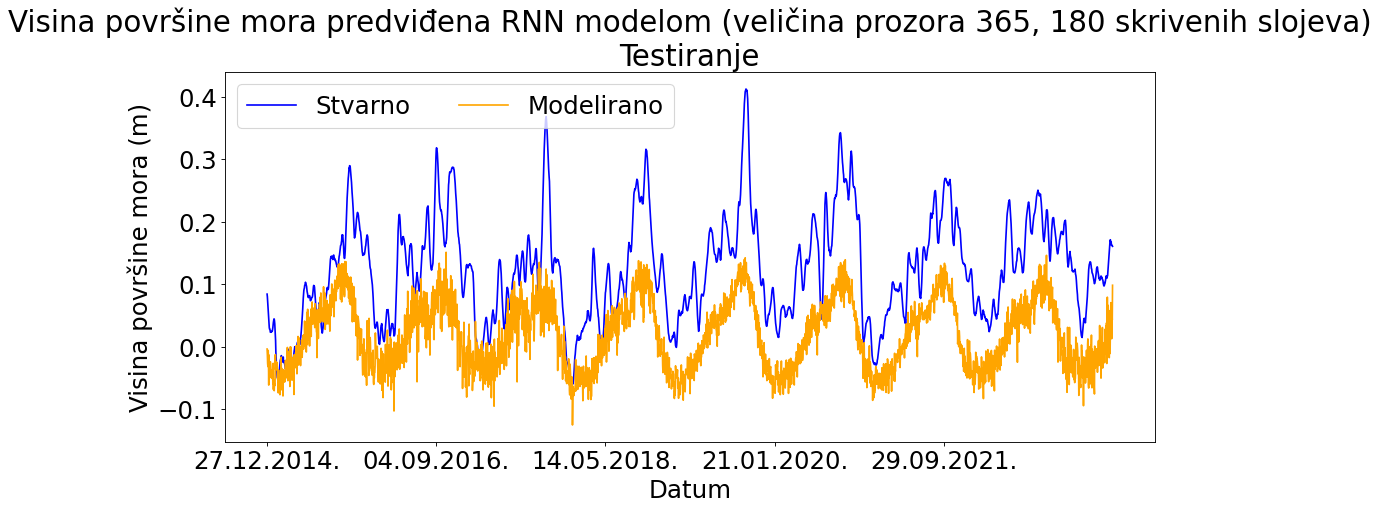 Visina površine mora predviđena RNN modelom (veličina prozora 365, 180 skrivenih slojeva)
Testiranje
Stvarno Modelirano
Visina površine mora (m)
0.4
0.3
0.2
0.1
0.0
−0.1
27.12.2014. 04.09.2016. 14.05.2018. 21.01.2020. 29.09.2021.
Datum